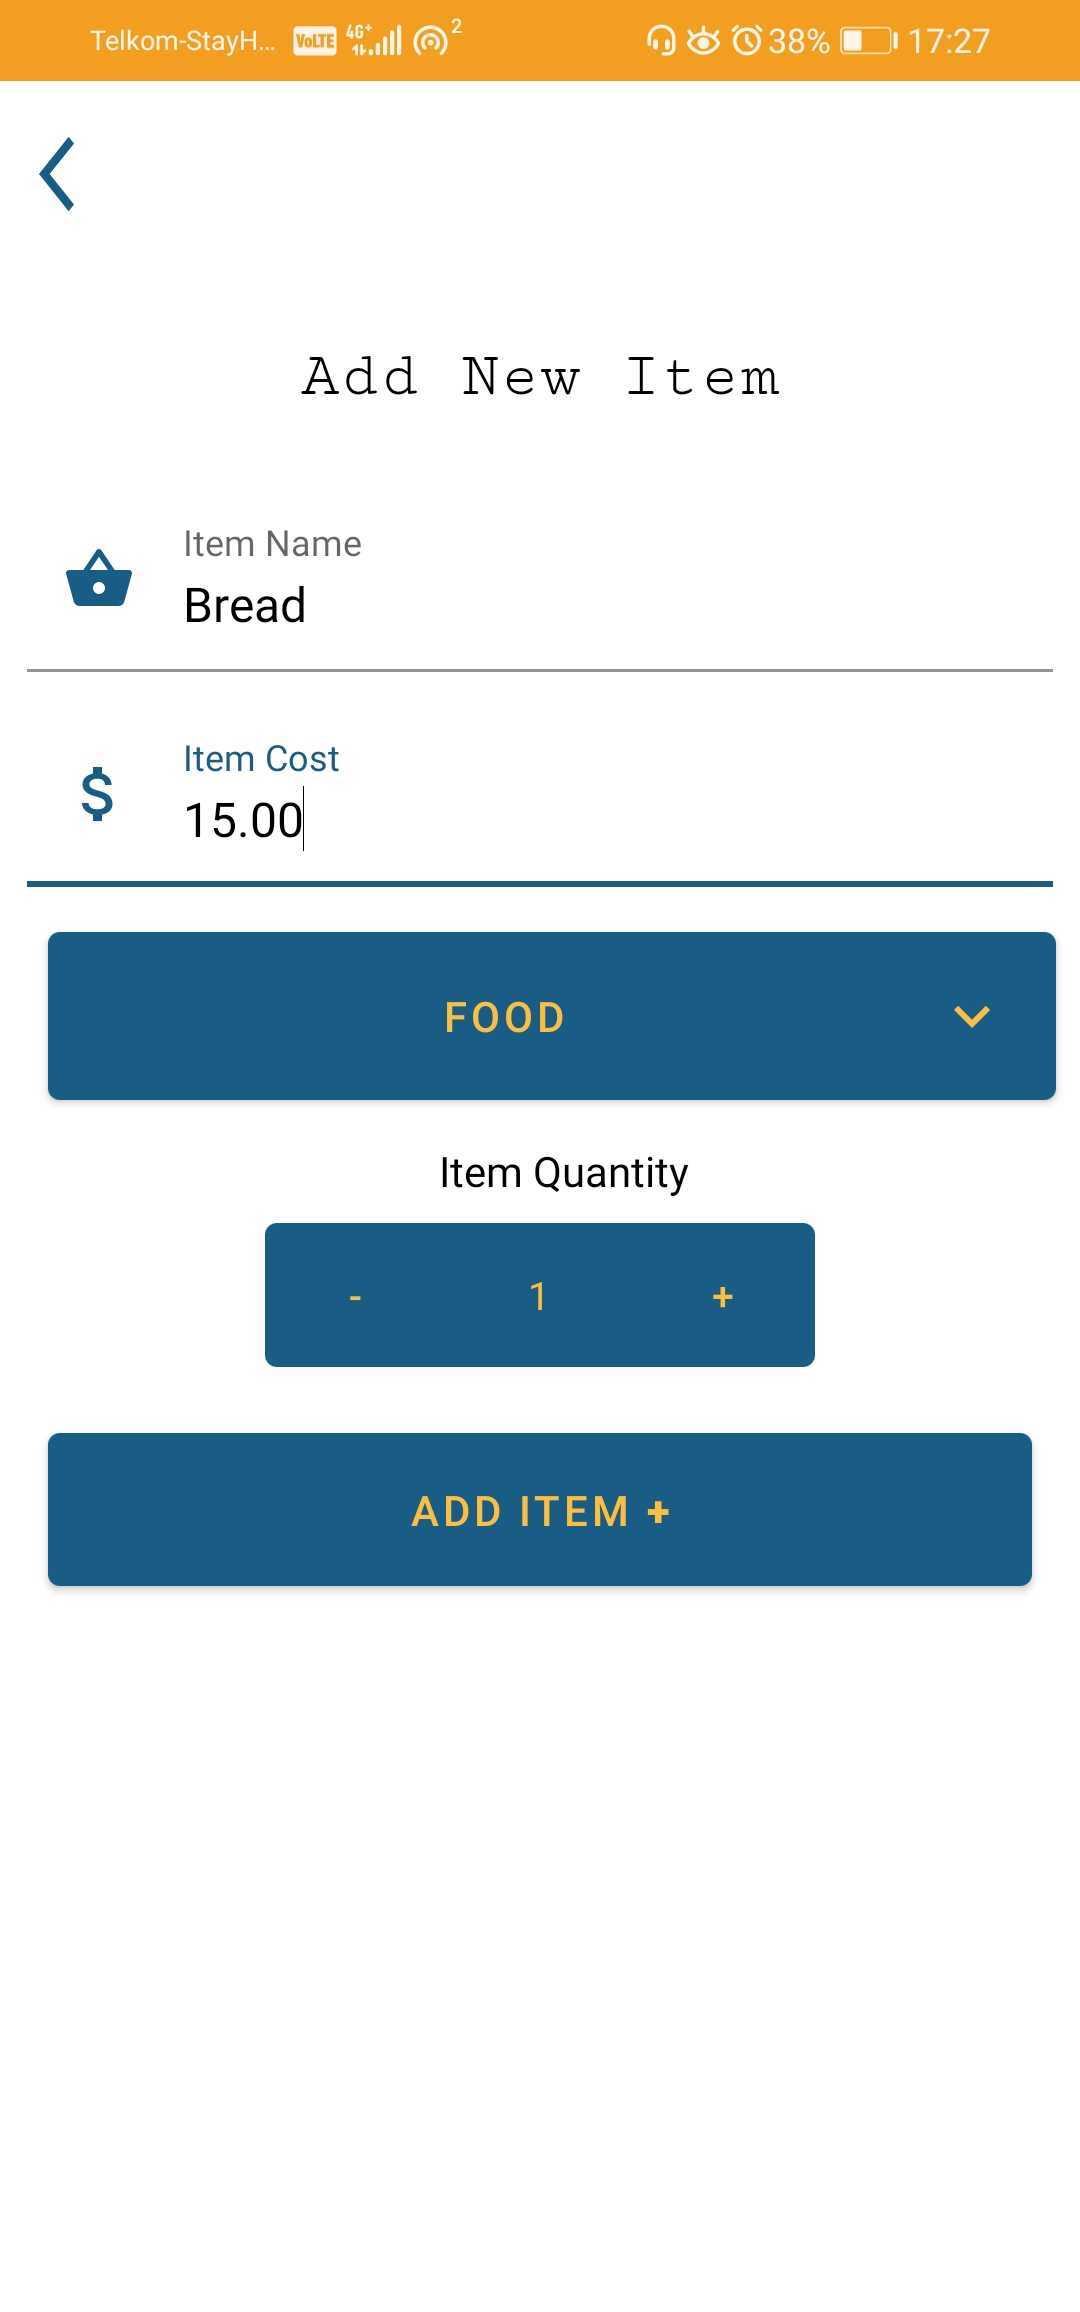 Telkom-StayH... VoLTE 4G+ 2 38% 17:27
Add New Item
Item Name
Bread
$ Item Cost
15.00
FOOD
Item Quantity
- 1 +
ADD ITEM +